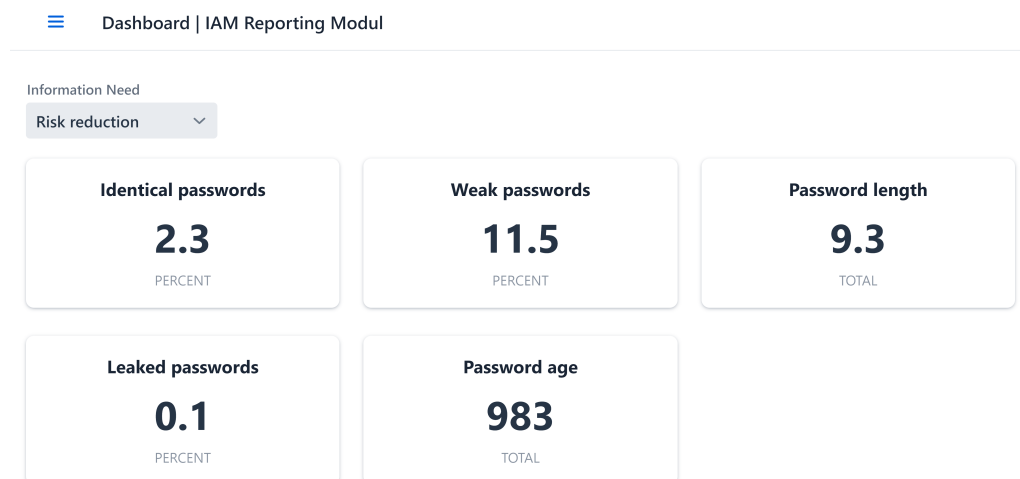 Dashboard | IAM Reporting Modul
Information Need
Risk reduction
Identical passwords
2.3
PERCENT
Weak passwords
11.5
PERCENT
Password length
9.3
TOTAL
Leaked passwords
0.1
PERCENT
Password age
983
TOTAL